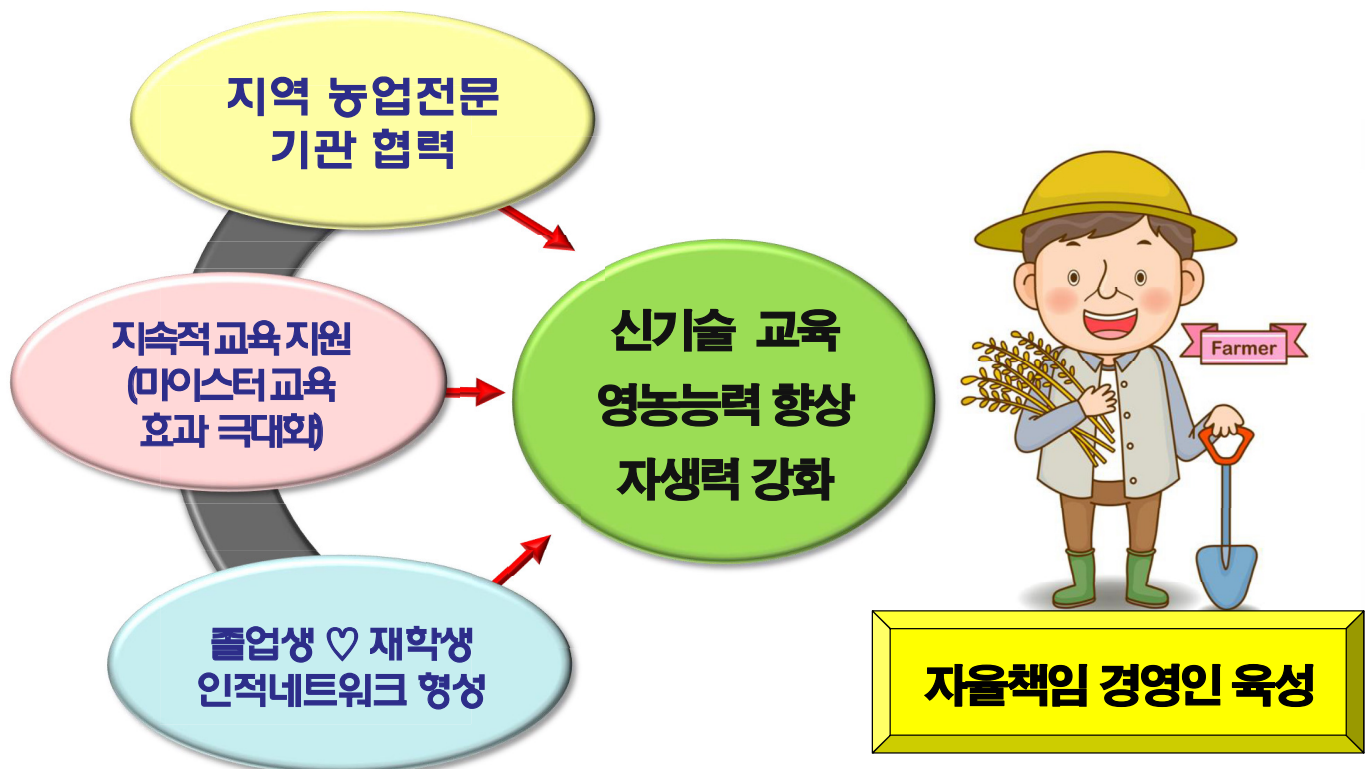 지역 농업전문
기관 협력
지속적 교육 지원
(마이스터 교육
효과 극대화)
졸업생 ♡ 재학생
인적네트워크 형성
신기술 교육
영농능력 향상
자생력 강화
Farmer
자율책임 경영인 육성